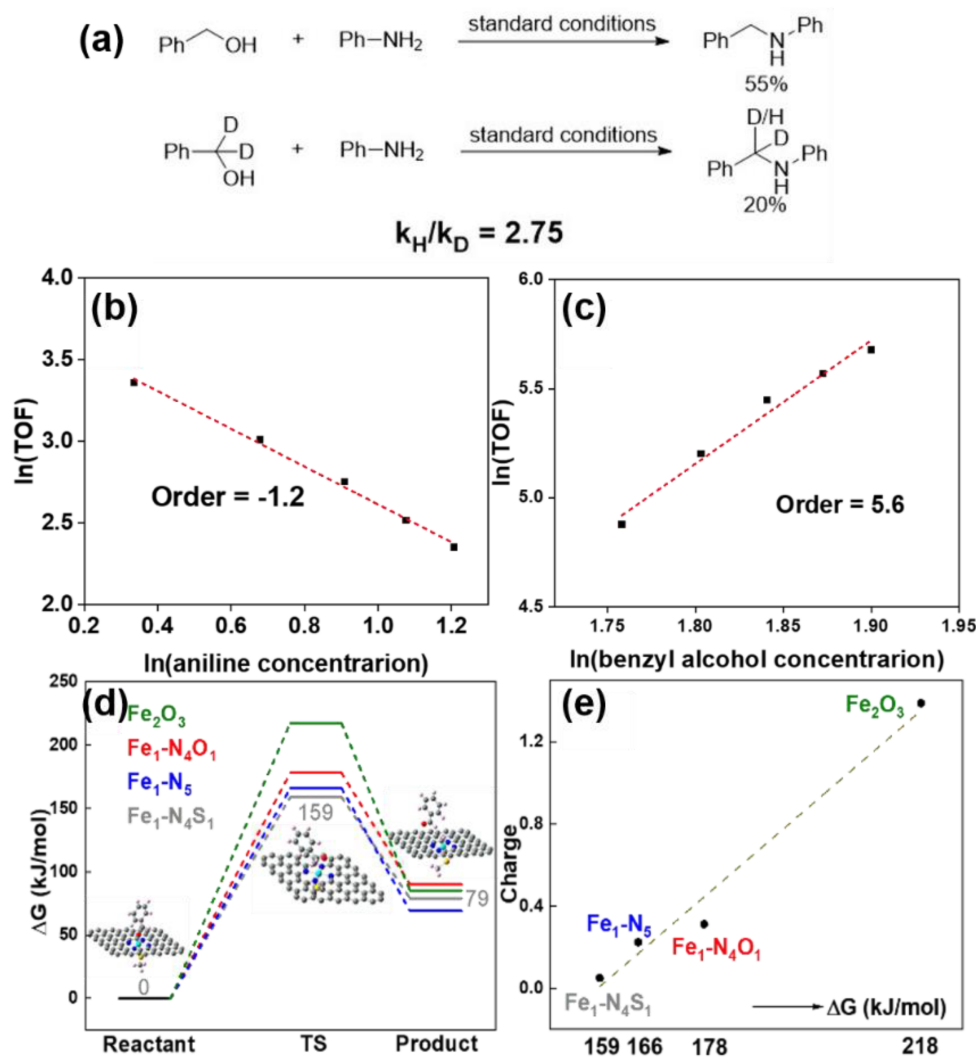 (a)
Ph OH + Ph-NH₂ standard conditions Ph N H Ph
55%
Ph D D OH + Ph-NH₂ standard conditions D/H D Ph N H Ph
20%
k_H/k_D = 2.75
(b)
4.0
3.5
3.0
2.5
2.0
ln(TOF)
Order = -1.2
0.2 0.4 0.6 0.8 1.0 1.2
ln(aniline concentrarion)
(c)
6.0
5.5
5.0
4.5
ln(TOF)
Order = 5.6
1.75 1.80 1.85 1.90 1.95
ln(benzyl alcohol concentrarion)
(d)
250
200
150
100
50
0
ΔG (kJ/mol)
Fe₂O₃
Fe₁-N₄O₁
Fe₁-N₅
Fe₁-N₄S₁
159
79
0
Reactant TS Product
(e)
1.2
0.8
0.4
0.0
Charge
Fe₂O₃
Fe₁-N₅
Fe₁-N₄O₁
Fe₁-N₄S₁
ΔG (kJ/mol)
159 166 178 218